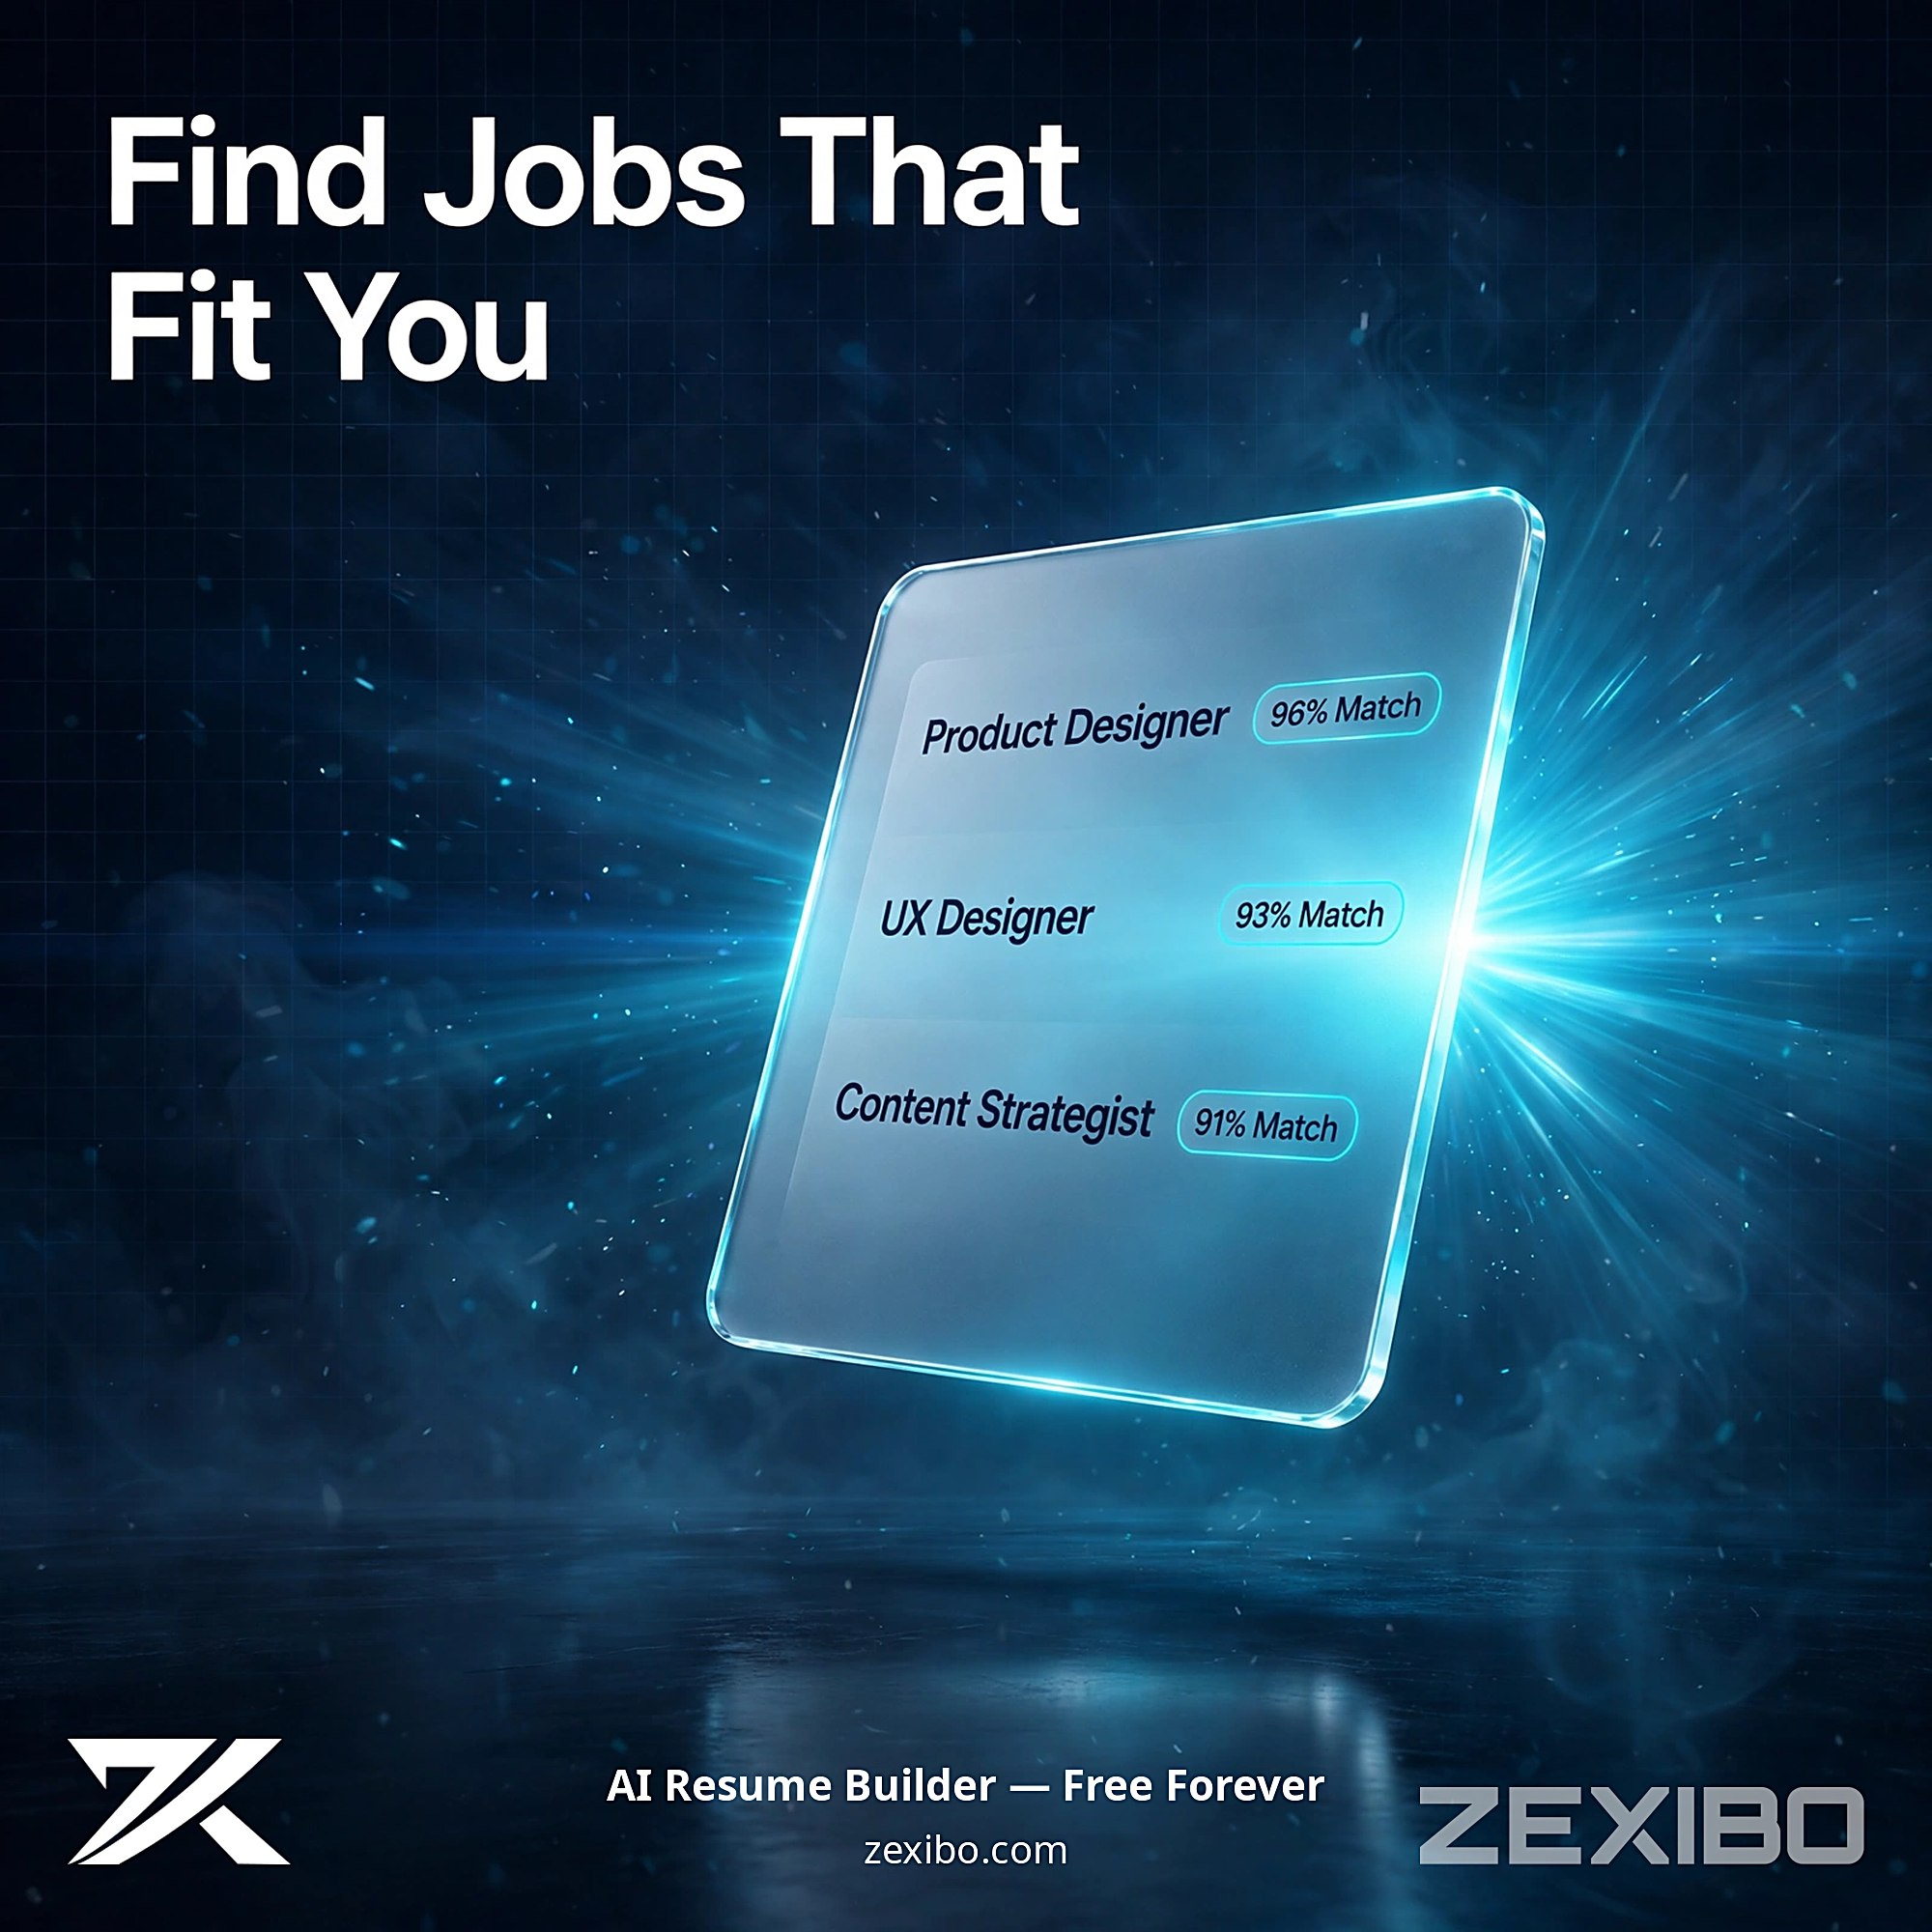 Find Jobs That
Fit You
Product Designer 96% Match
UX Designer 93% Match
Content Strategist 91% Match
AI Resume Builder — Free Forever
zexibo.com
ZEXIBO